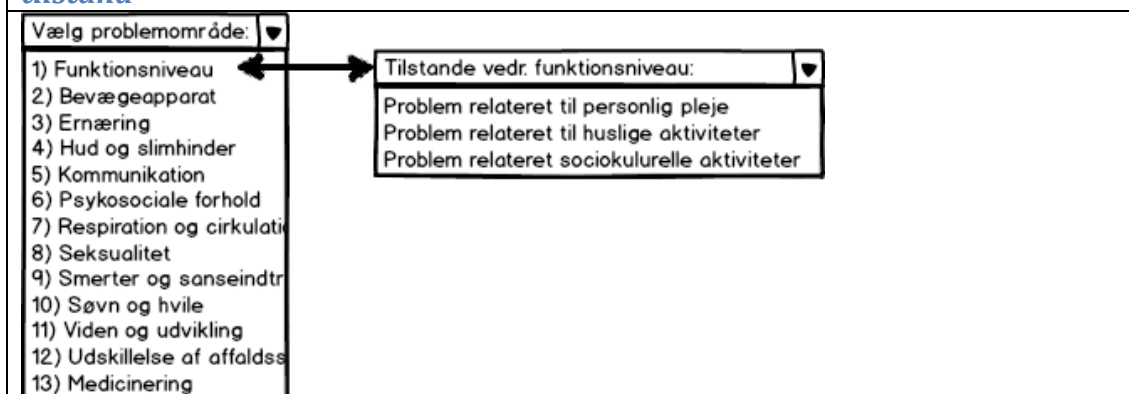 tilstand
Vælg problemområde:
1) Funktionsniveau
2) Bevægeapparat
3) Ernæring
4) Hud og slimhinder
5) Kommunikation
6) Psykosociale forhold
7) Respiration og cirkulati
8) Seksualitet
9) Smerter og sanseindtr
10) Søvn og hvile
11) Viden og udvikling
12) Udskillelse af affaldss
13) Medicinering
Tilstande vedr. funktionsniveau:
Problem relateret til personlig pleje
Problem relateret til huslige aktiviteter
Problem relateret sociokulurelle aktiviteter